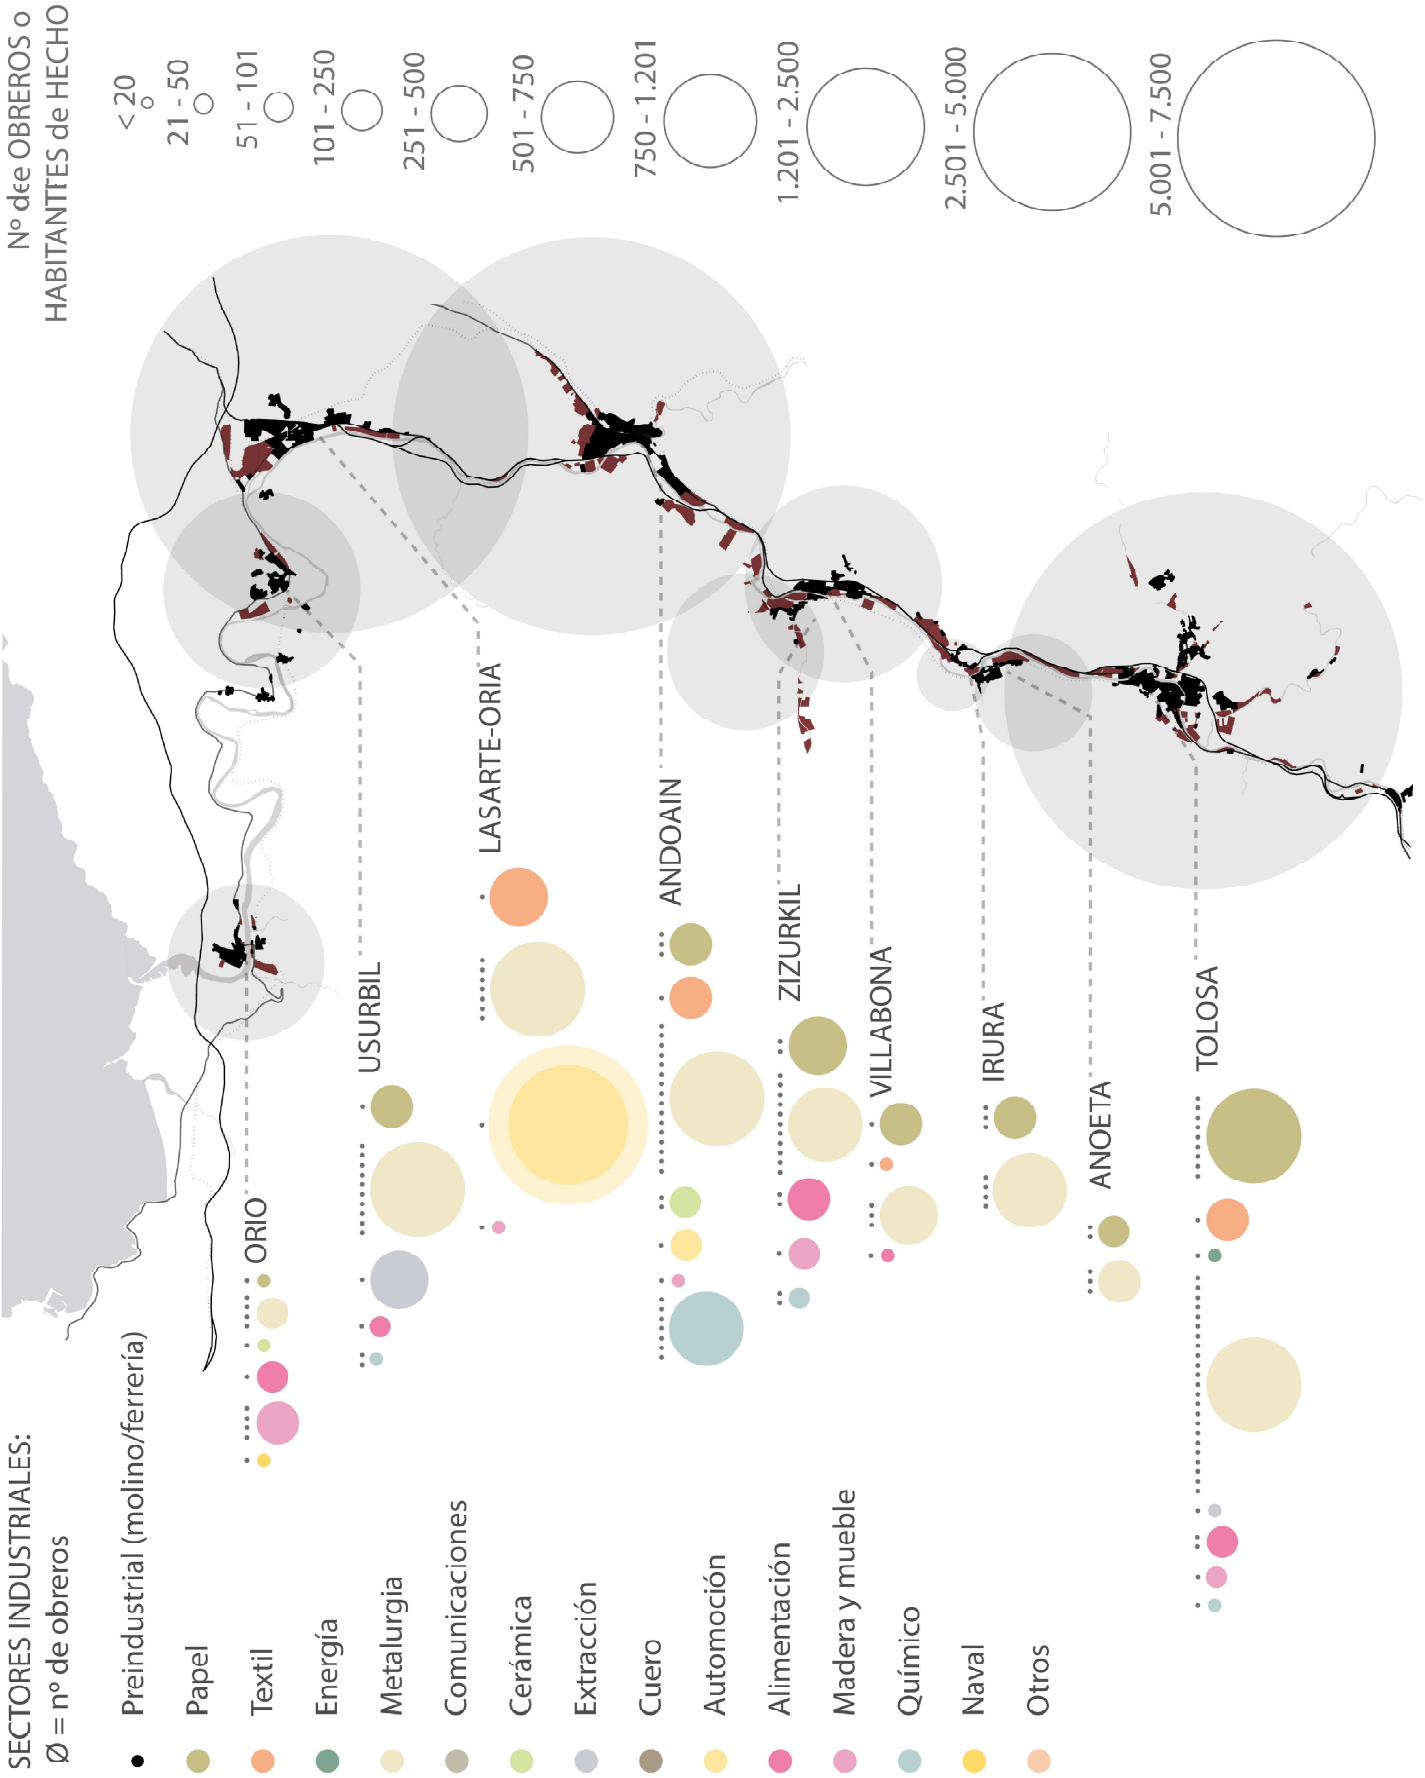 SECTORES INDUSTRIALES:
Ø = nº de obreros
Preindustrial (molino/ferrería)
Papel
Textil
Energía
Metalurgia
Comunicaciones
Cerámica
Extracción
Cuero
Automoción
Alimentación
Madera y mueble
Químico
Naval
Otros
ORIO
USURBIL
LASARTE-ORIA
ANDOAIN
ZIZURKIL
VILLABONA
IRURA
ANOETA
TOLOSA
Nº dee OBREROS o
HABITANTES de HECHO
< 20
21 - 50
51 - 101
101 - 250
251 - 500
501 - 750
750 - 1.201
1.201 - 2.500
2.501 - 5.000
5.001 - 7.500